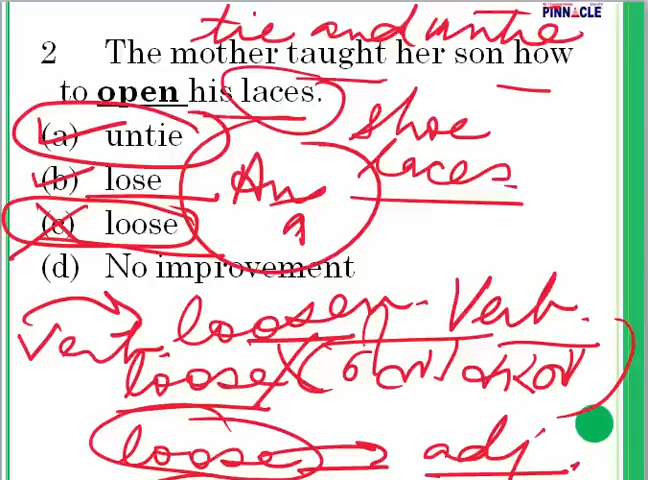 PINNACLE
tie and untie
2 The mother taught her son how
to open his laces.
shoe
laces
(a) untie
(b) lose
(c) loose
(d) No improvement
Ans
a
loosen - Verb.
Verb
loose
loose adj.